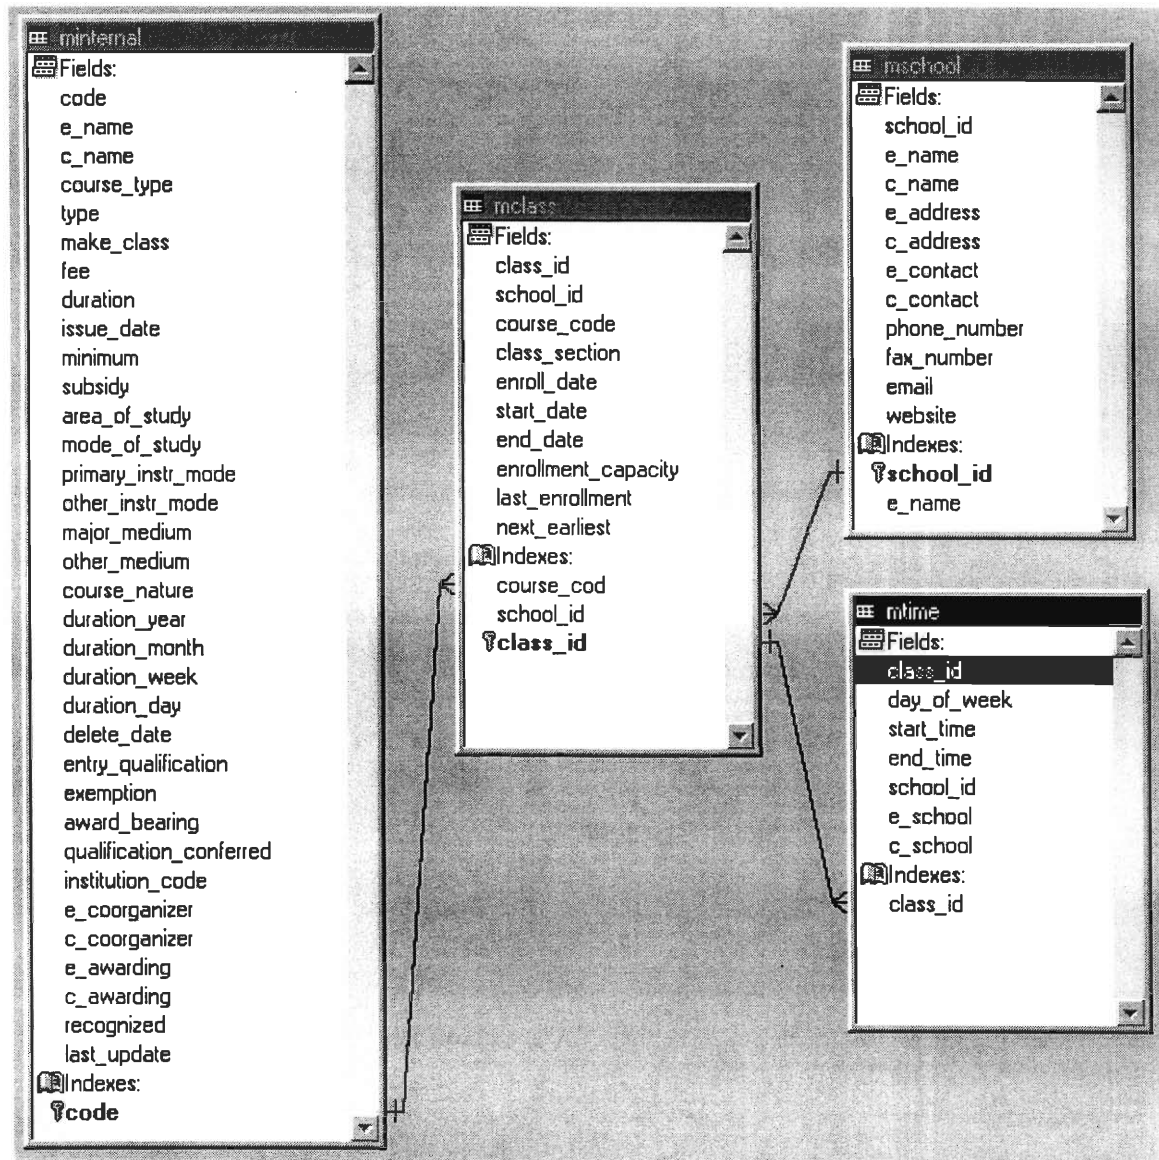 minternal
Fields:
code
e_name
c_name
course_type
type
make_class
fee
duration
issue_date
minimum
subsidy
area_of_study
mode_of_study
primary_instr_mode
other_instr_mode
major_medium
other_medium
course_nature
duration_year
duration_month
duration_week
duration_day
delete_date
entry_qualification
exemption
award_bearing
qualification_conferred
institution_code
e_coorganizer
c_coorganizer
e_awarding
c_awarding
recognized
last_update
Indexes:
code
mclass
Fields:
class_id
school_id
course_code
class_section
enroll_date
start_date
end_date
enrollment_capacity
last_enrollment
next_earliest
Indexes:
course_cod
school_id
class_id
mschool
Fields:
school_id
e_name
c_name
e_address
c_address
e_contact
c_contact
phone_number
fax_number
email
website
Indexes:
school_id
e_name
mtime
Fields:
class_id
day_of_week
start_time
end_time
school_id
e_school
c_school
Indexes:
class_id